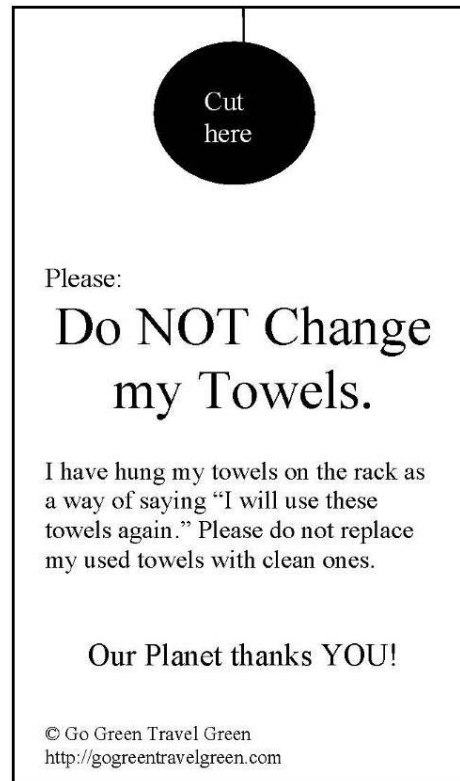 Cut
here
Please:
Do NOT Change
my Towels.
I have hung my towels on the rack as
a way of saying “I will use these
towels again.” Please do not replace
my used towels with clean ones.
Our Planet thanks YOU!
© Go Green Travel Green
http://gogreentravelgreen.com